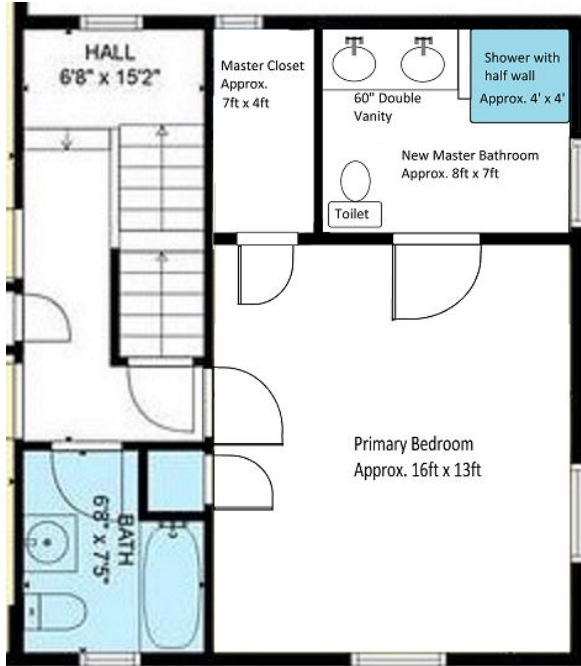 HALL
6'8" x 15'2"
Master Closet
Approx.
7ft x 4ft
60" Double
Vanity
Shower with
half wall
Approx. 4' x 4'
New Master Bathroom
Approx. 8ft x 7ft
Toilet
Primary Bedroom
Approx. 16ft x 13ft
BATH
6'8" x 7'5"